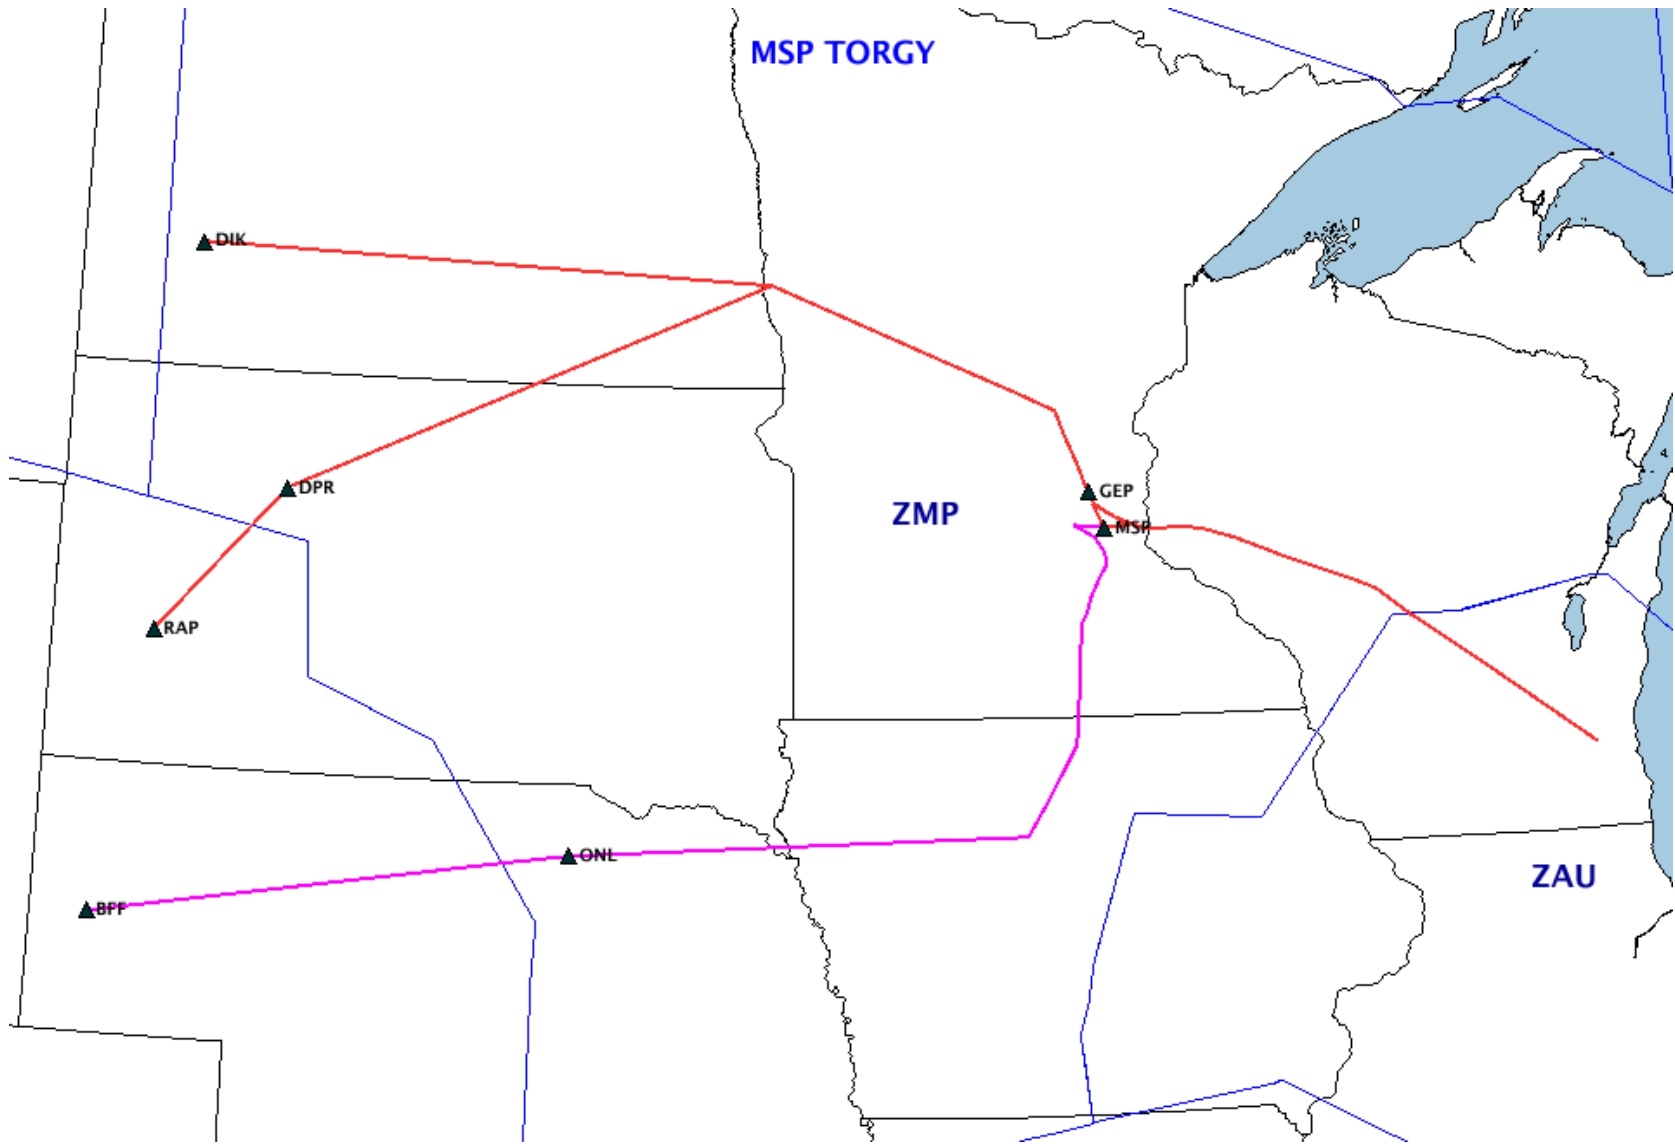 MSP TORGY
DIK
DPR
GEP
ZMP
MSP
RAP
ONL
ZAU
BFF